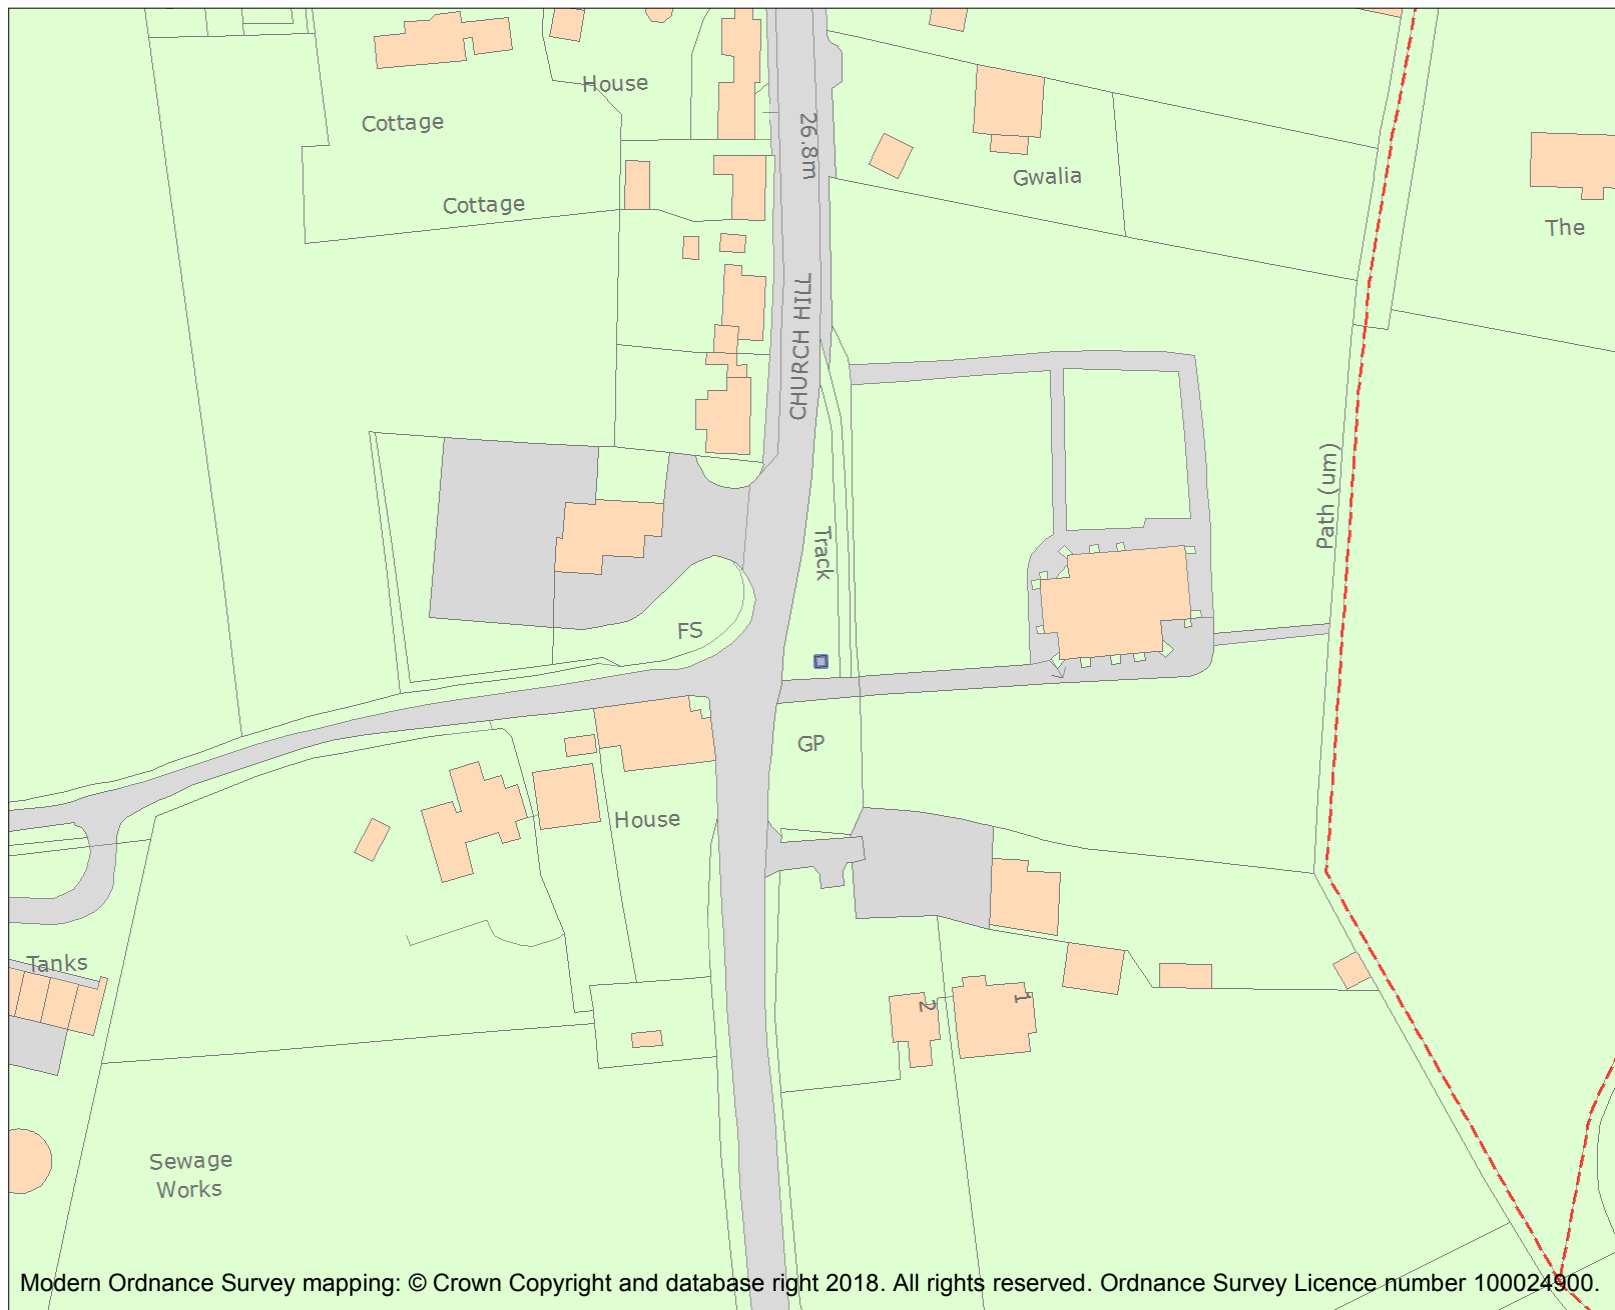 House
Cottage
26.8m
Gwalia
Cottage
The
CHURCH HILL
Path (um)
Track
FS
GP
House
Tanks
2
1
Sewage
Works
Modern Ordnance Survey mapping: © Crown Copyright and database right 2018. All rights reserved. Ordnance Survey Licence number 100024900.